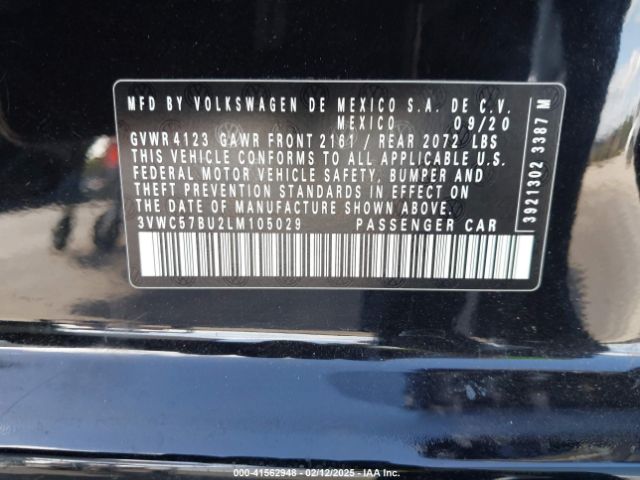 MFD BY VOLKSWAGEN DE MEXICO S.A. DE C.V.
MEXICO 09/20
GVWR 4123 GAWR FRONT 2161 / REAR 2072 LBS
THIS VEHICLE CONFORMS TO ALL APPLICABLE U.S.
FEDERAL MOTOR VEHICLE SAFETY, BUMPER AND
THEFT PREVENTION STANDARDS IN EFFECT ON
THE DATE OF MANUFACTURE SHOWN ABOVE.
3VWC57BU2LM105029 PASSENGER CAR
3921302 3387 M
000-41562948 - 02/12/2025 - IAA Inc.